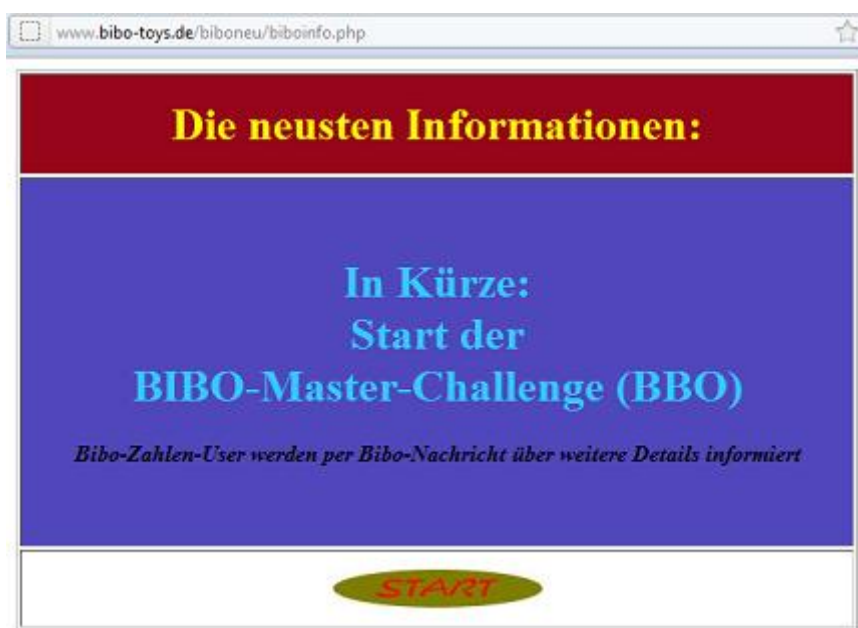 www.bibo-toys.de/biboneu/biboinfo.php
Die neusten Informationen:
In Kürze:
Start der
BIBO-Master-Challenge (BBO)
Bibo-Zahlen-User werden per Bibo-Nachricht über weitere Details informiert
START